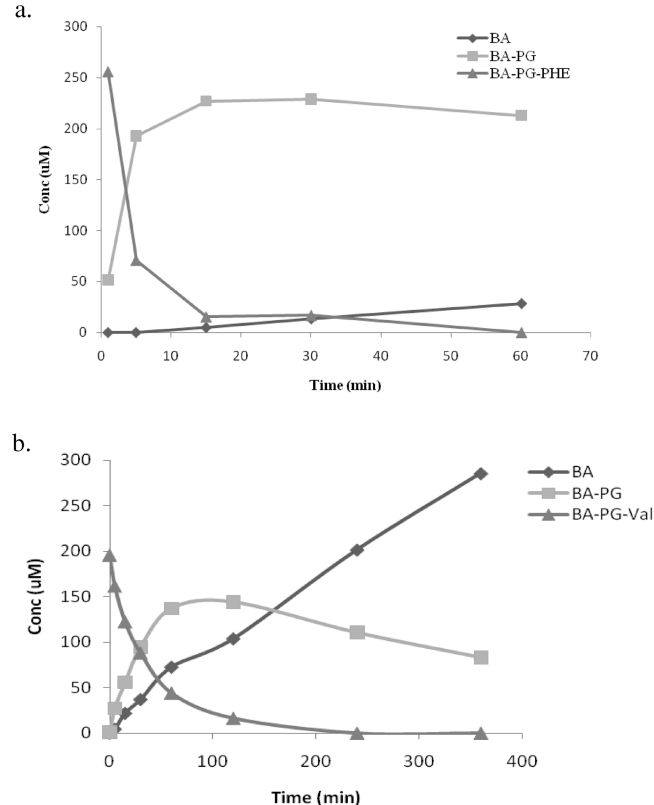 a.
300
250
200
150
100
50
0
Conc (uM)
0 10 20 30 40 50 60 70
Time (min)
BA
BA-PG
BA-PG-PHE
b.
300
250
200
150
100
50
0
Conc (uM)
0 100 200 300 400
Time (min)
BA
BA-PG
BA-PG-Val